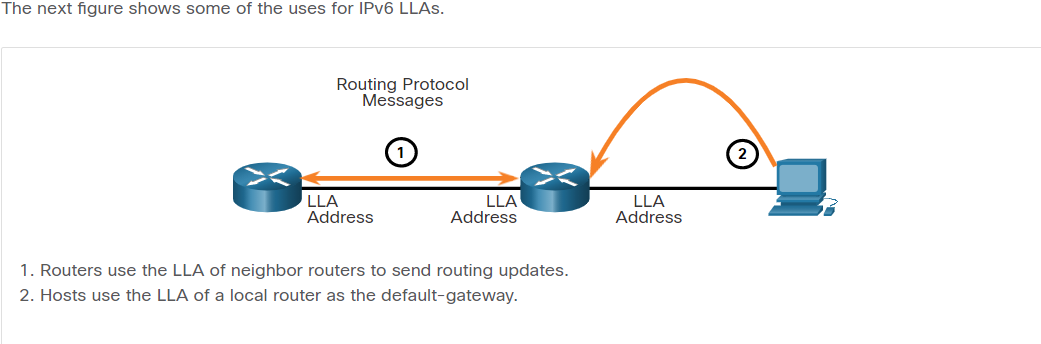 The next figure shows some of the uses for IPv6 LLAs.
Routing Protocol
Messages
1
2
LLA
Address
LLA
Address
LLA
Address
1. Routers use the LLA of neighbor routers to send routing updates.
2. Hosts use the LLA of a local router as the default-gateway.